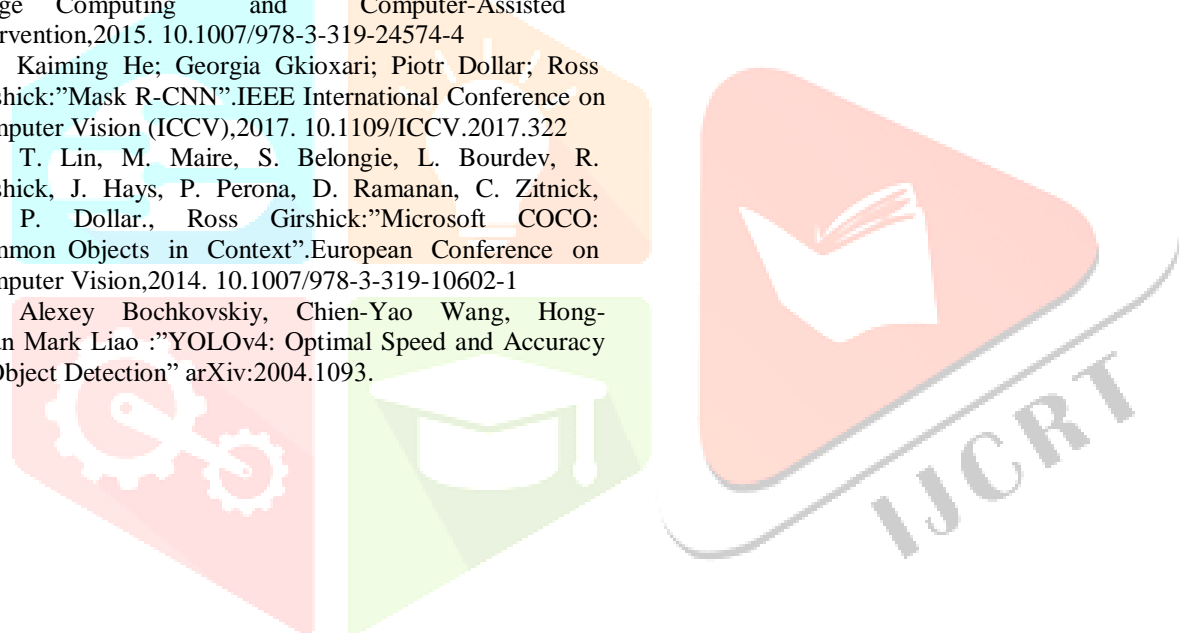 ge Computing and Computer-Assisted
rvention,2015. 10.1007/978-3-319-24574-4
Kaiming He; Georgia Gkioxari; Piotr Dollar; Ross
shick:”Mask R-CNN”.IEEE International Conference on
mputer Vision (ICCV),2017. 10.1109/ICCV.2017.322
T. Lin, M. Maire, S. Belongie, L. Bourdev, R.
shick, J. Hays, P. Perona, D. Ramanan, C. Zitnick,
P. Dollar., Ross Girshick:”Microsoft COCO:
mmon Objects in Context”.European Conference on
mputer Vision,2014. 10.1007/978-3-319-10602-1
Alexey Bochkovskiy, Chien-Yao Wang, Hong-
n Mark Liao :”YOLOv4: Optimal Speed and Accuracy
Object Detection” arXiv:2004.1093.
IJCRT